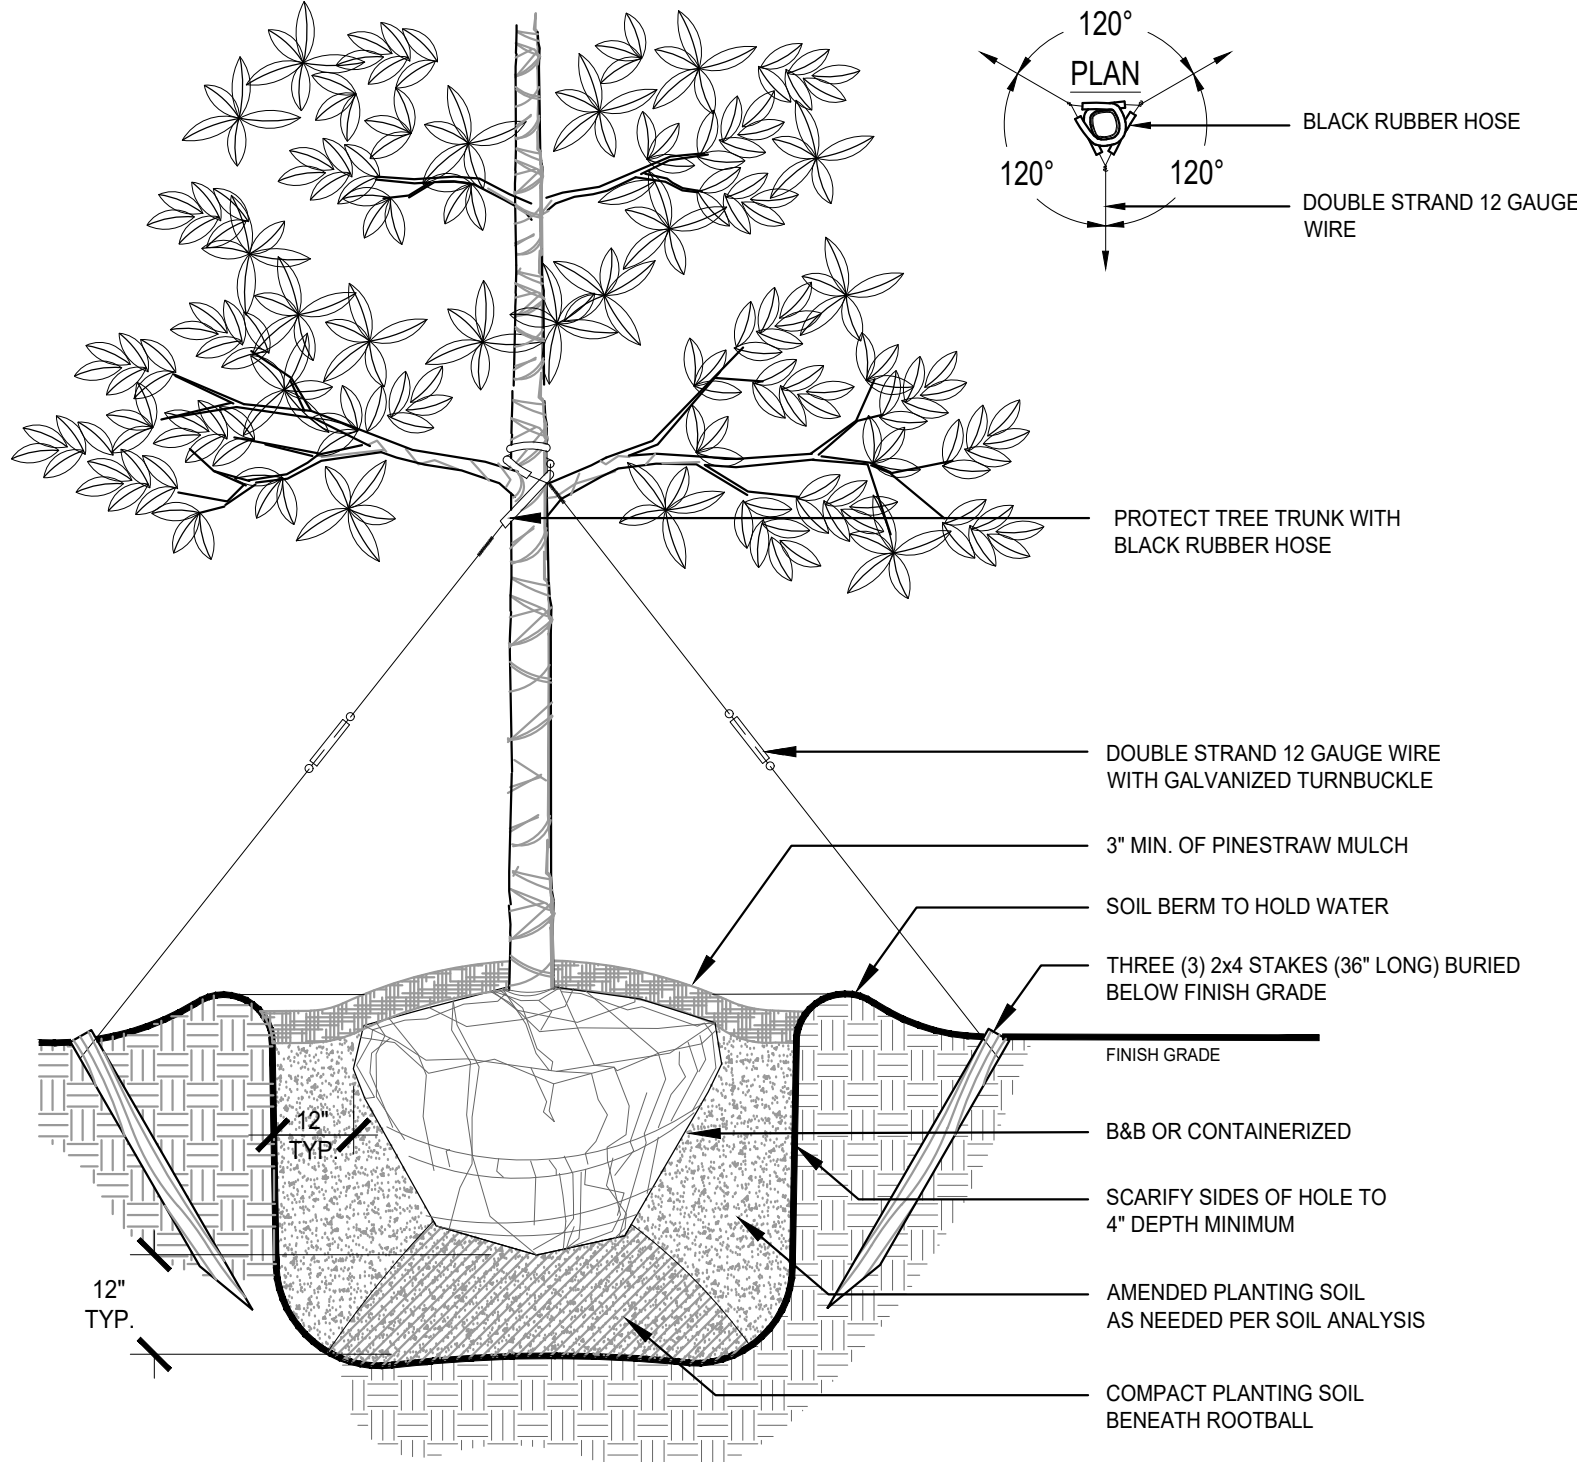 120°
PLAN
BLACK RUBBER HOSE
120°
120°
DOUBLE STRAND 12 GAUGE
WIRE
PROTECT TREE TRUNK WITH
BLACK RUBBER HOSE
DOUBLE STRAND 12 GAUGE WIRE
WITH GALVANIZED TURNBUCKLE
3" MIN. OF PINESTRAW MULCH
SOIL BERM TO HOLD WATER
THREE (3) 2x4 STAKES (36" LONG) BURIED
BELOW FINISH GRADE
FINISH GRADE
12"
TYP.
B&B OR CONTAINERIZED
SCARIFY SIDES OF HOLE TO
4" DEPTH MINIMUM
12"
TYP.
AMENDED PLANTING SOIL
AS NEEDED PER SOIL ANALYSIS
COMPACT PLANTING SOIL
BENEATH ROOTBALL